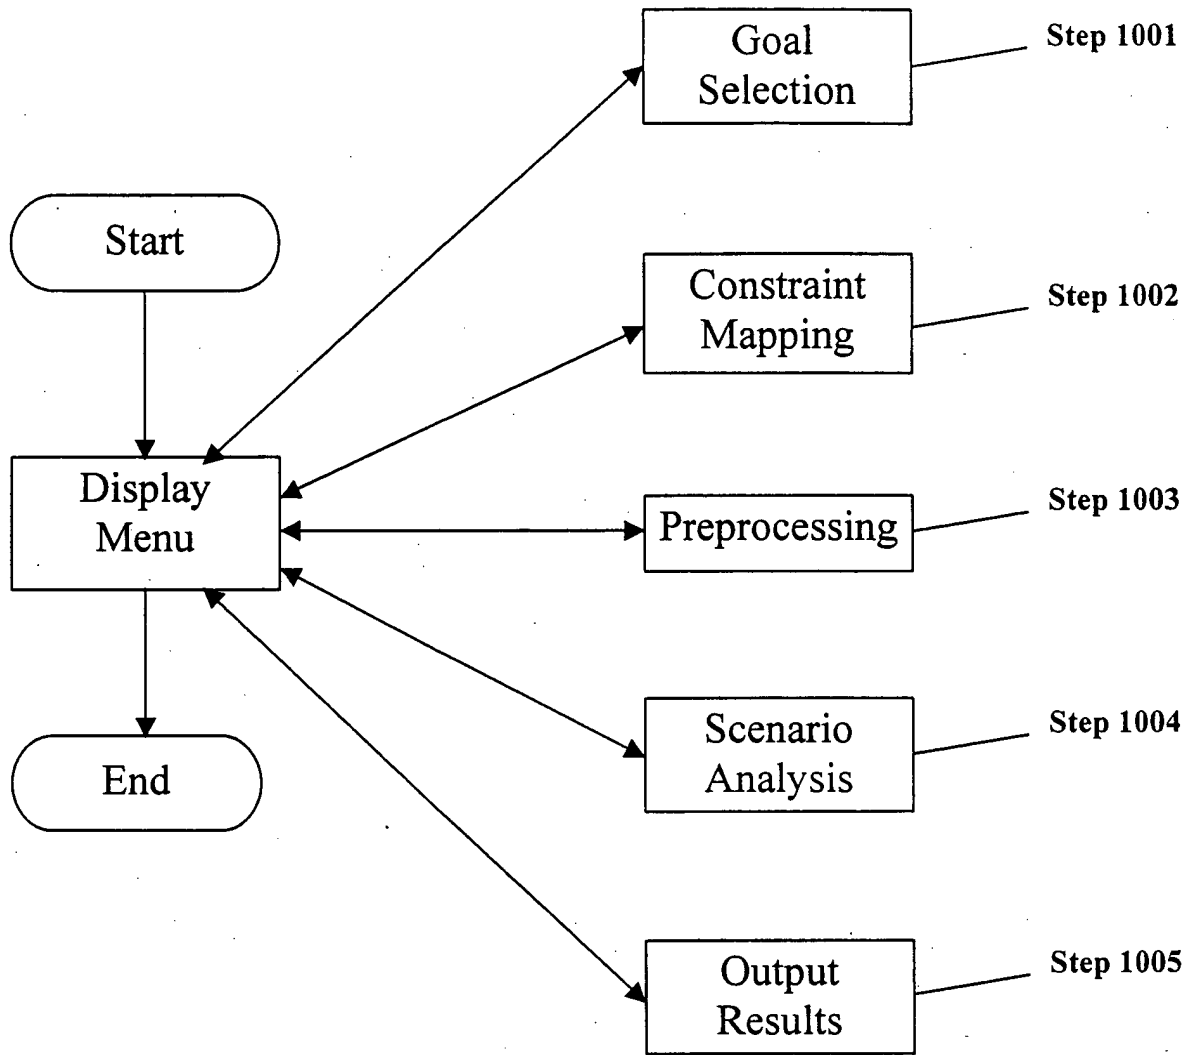 Goal
Selection
Step 1001
Start
Constraint
Mapping
Step 1002
Display
Menu
Preprocessing
Step 1003
Scenario
Analysis
Step 1004
End
Output
Results
Step 1005